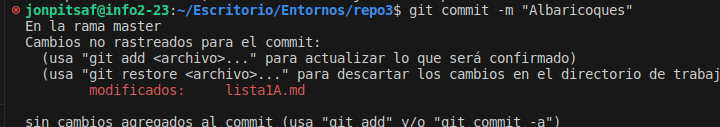 jonpitsaf@info2-23:~/Escritorio/Entornos/repo3$ git commit -m "Albaricoques"
En la rama master
Cambios no rastreados para el commit:
  (usa "git add <archivo>..." para actualizar lo que será confirmado)
  (usa "git restore <archivo>..." para descartar los cambios en el directorio de trabaj
        modificados:     lista1A.md

sin cambios agregados al commit (usa "git add" y/o "git commit -a")